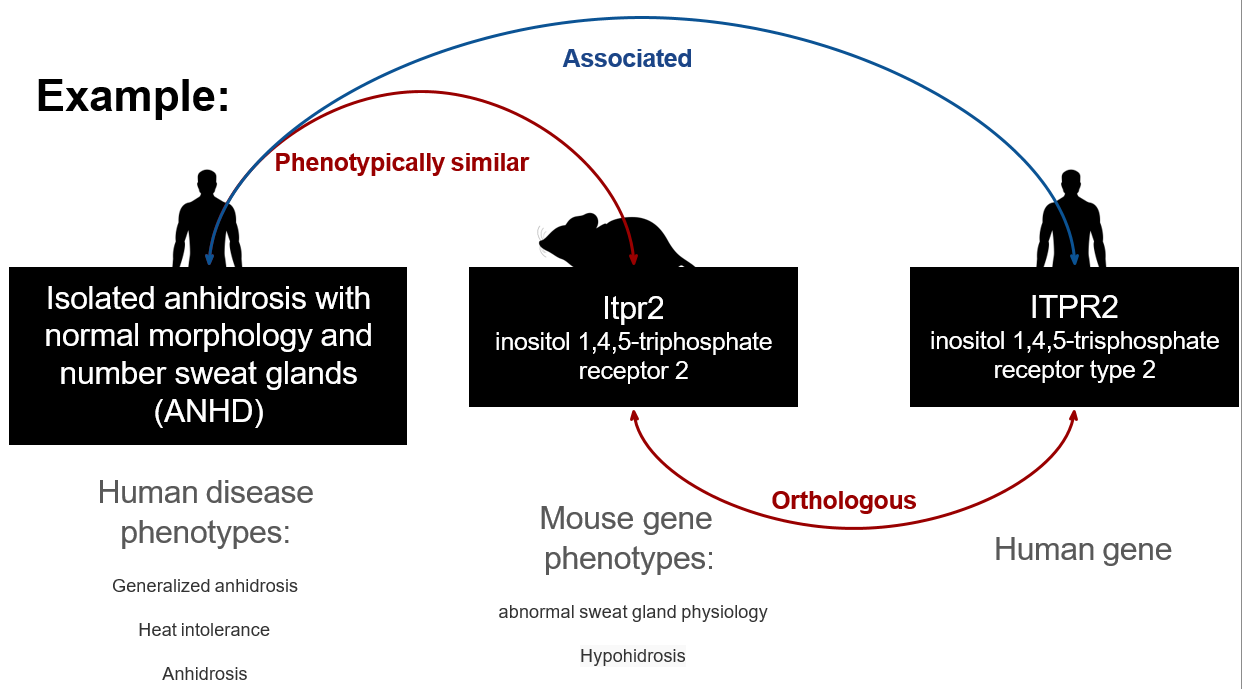 Associated
Example:
Phenotypically similar
Isolated anhidrosis with
normal morphology and
number sweat glands
(ANHD)
Itpr2
inositol 1,4,5-triphosphate
receptor 2
ITPR2
inositol 1,4,5-trisphosphate
receptor type 2
Orthologous
Human disease
phenotypes:
Generalized anhidrosis
Heat intolerance
Anhidrosis
Mouse gene
phenotypes:
abnormal sweat gland physiology
Hypohidrosis
Human gene